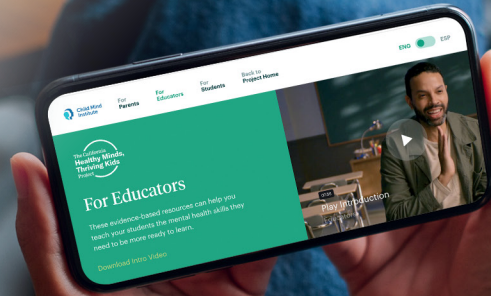 Child Mind
Institute
For
Parents
For
Educators
For
Students
Back to
Project Home
ENG
ESP
The California
Healthy Minds,
Thriving Kids
Project
For Educators
These evidence-based resources can help you
teach your students the mental health skills they
need to be more ready to learn.
Download Intro Video
Play Introduction